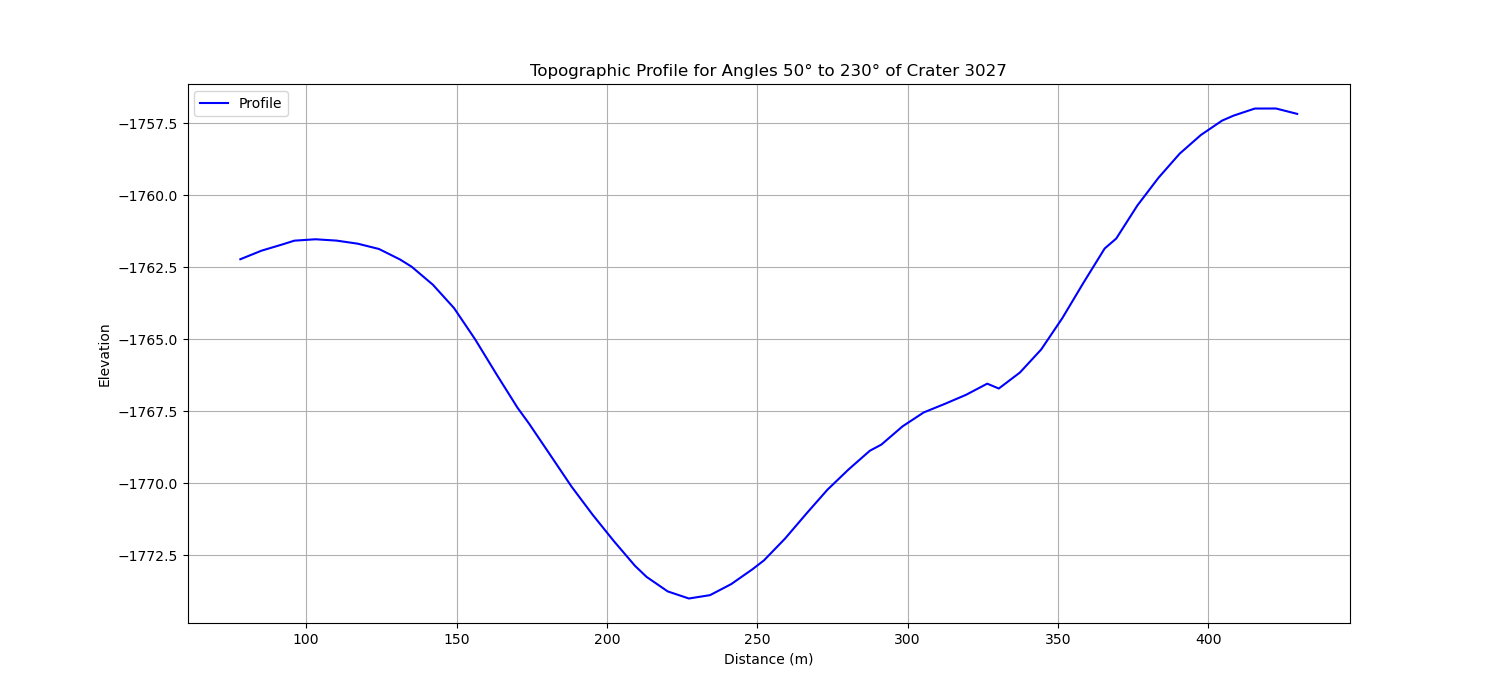 Topographic Profile for Angles 50° to 230° of Crater 3027
Profile
−1757.5
−1760.0
−1762.5
−1765.0
−1767.5
−1770.0
−1772.5
Elevation
100 150 200 250 300 350 400
Distance (m)